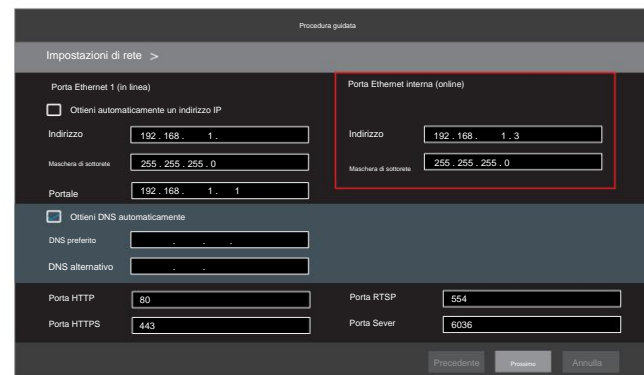 Procedura guidata
Impostazioni di rete >
Porta Ethernet 1 (in linea)
Ottieni automaticamente un indirizzo IP
Indirizzo 192 . 168 . 1 .
Maschera di sottorete 255 . 255 . 255 . 0
Portale 192 . 168 . 1 . 1
Porta Ethernet interna (online)
Indirizzo 192 . 168 . 1 . 3
Maschera di sottorete 255 . 255 . 255 . 0
Ottieni DNS automaticamente
DNS preferito . . .
DNS alternativo . .
Porta HTTP 80
Porta RTSP 554
Porta HTTPS 443
Porta Sever 6036
Precedente Prossimo Annulla